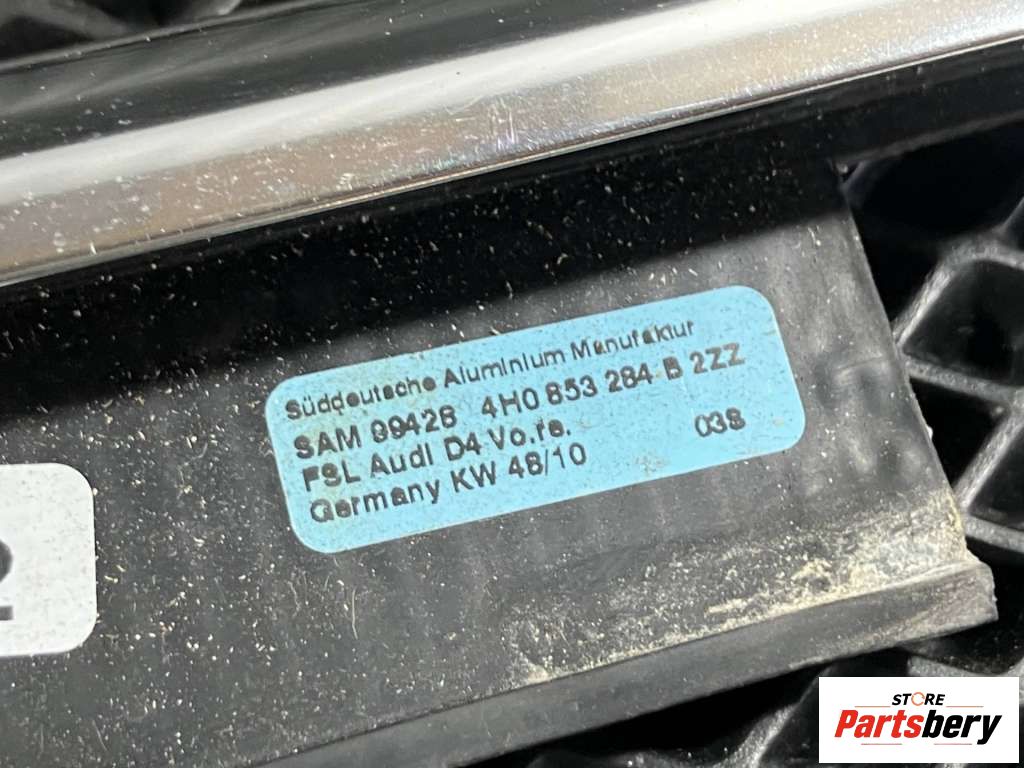 Süddeutsche Aluminium Manufaktur
SAM 99428 4H0 853 284 B 2ZZ
FSL Audi D4 Vo.re.
03S
Germany KW 48/10
STORE
Partsbery